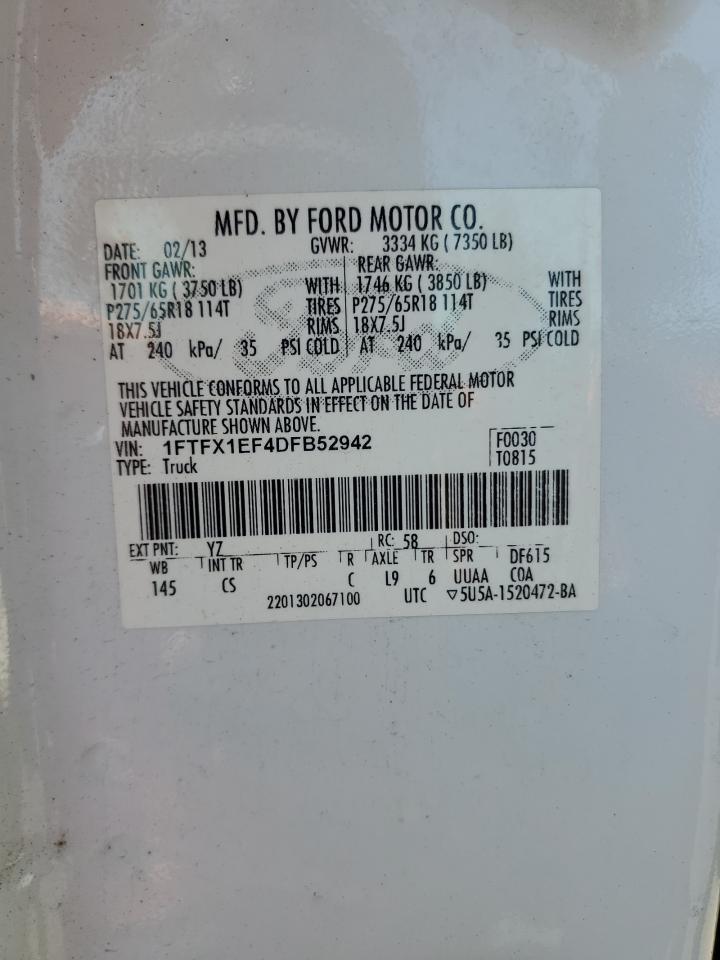 MFD. BY FORD MOTOR CO.
DATE: 02/13 GVWR: 3334 KG ( 7350 LB)
FRONT GAWR: REAR GAWR:
1701 KG ( 3750 LB) WITH 1746 KG ( 3850 LB) WITH
P275/65R18 114T TIRES P275/65R18 114T TIRES
18X7.5J RIMS 18X7.5J RIMS
AT 240 kPa/ 35 PSI COLD AT 240 kPa/ 35 PSI COLD
THIS VEHICLE CONFORMS TO ALL APPLICABLE FEDERAL MOTOR
VEHICLE SAFETY STANDARDS IN EFFECT ON THE DATE OF
MANUFACTURE SHOWN ABOVE.
VIN: 1FTFX1EF4DFB52942 F0030
TYPE: Truck T0815
EXT PNT: YZ RC: 58 DSO:
WB INT TR TP/PS R AXLE TR SPR DF615
145 CS C L9 6 UUAA COA
2201302067100 UTC ▽5U5A-1520472-BA